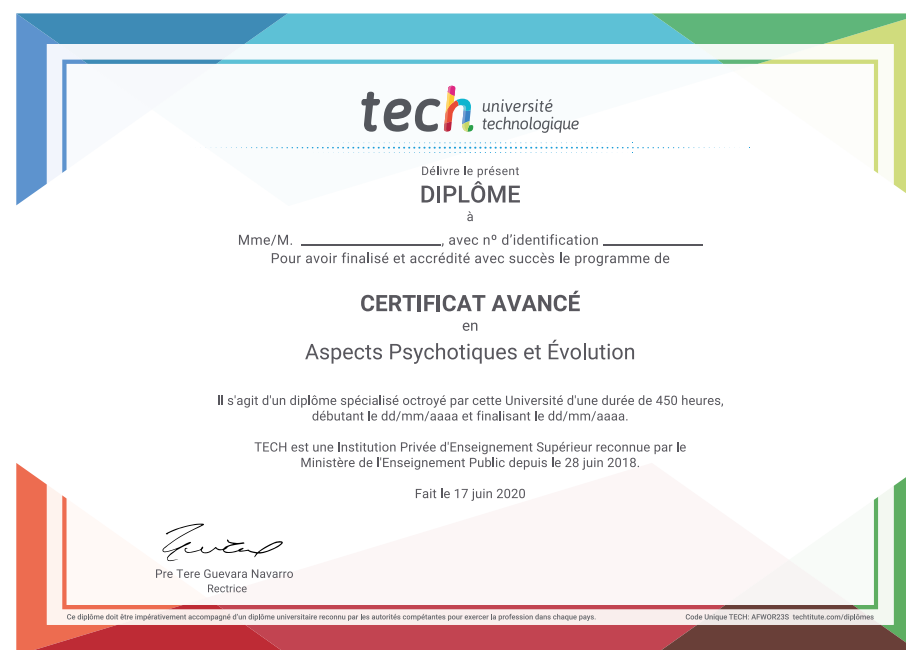 tech université
technologique
Délivre le présent
DIPLÔME
à
Mme/M. ____________________, avec nº d'identification ______________
Pour avoir finalisé et accrédité avec succès le programme de
CERTIFICAT AVANCÉ
en
Aspects Psychotiques et Évolution
Il s'agit d'un diplôme spécialisé octroyé par cette Université d'une durée de 450 heures,
débutant le dd/mm/aaaa et finalisant le dd/mm/aaaa.
TECH est une Institution Privée d'Enseignement Supérieur reconnue par le
Ministère de l'Enseignement Public depuis le 28 juin 2018.
Fait le 17 juin 2020
Pre Tere Guevara Navarro
Rectrice
Ce diplôme doit être impérativement accompagné d'un diplôme universitaire reconnu par les autorités compétentes pour exercer la profession dans chaque pays. Code Unique TECH: AFWOR23S techtitute.com/diplômes